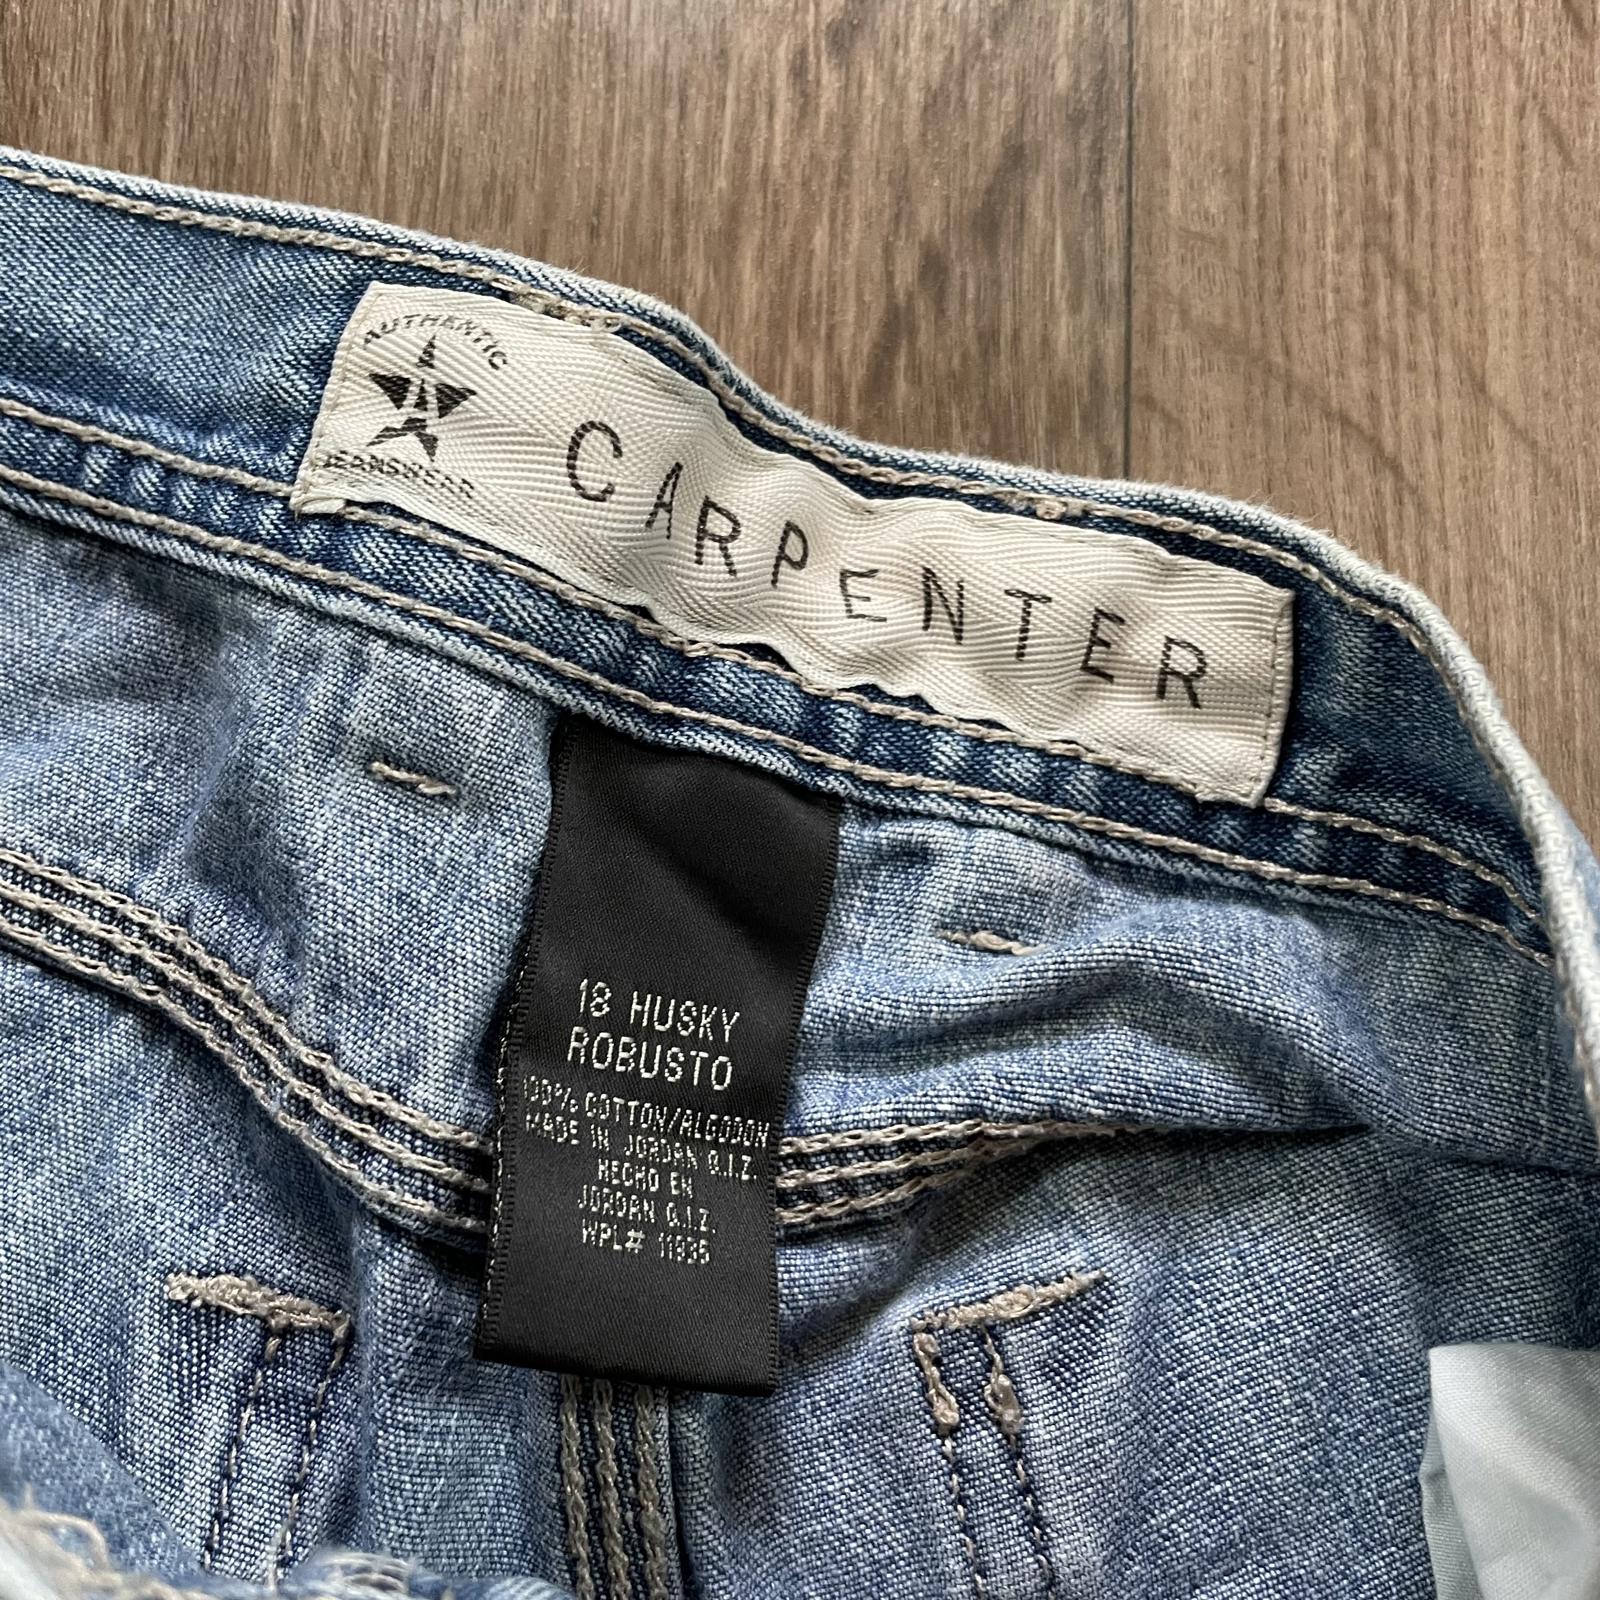 AUTHENTIC
JEANSWEAR
CARPENTER
18 HUSKY
ROBUSTO
100% COTTON/ALGODON
MADE IN JORDAN Q.I.Z.
HECHO EN
JORDAN Q.I.Z.
WPL# 11935